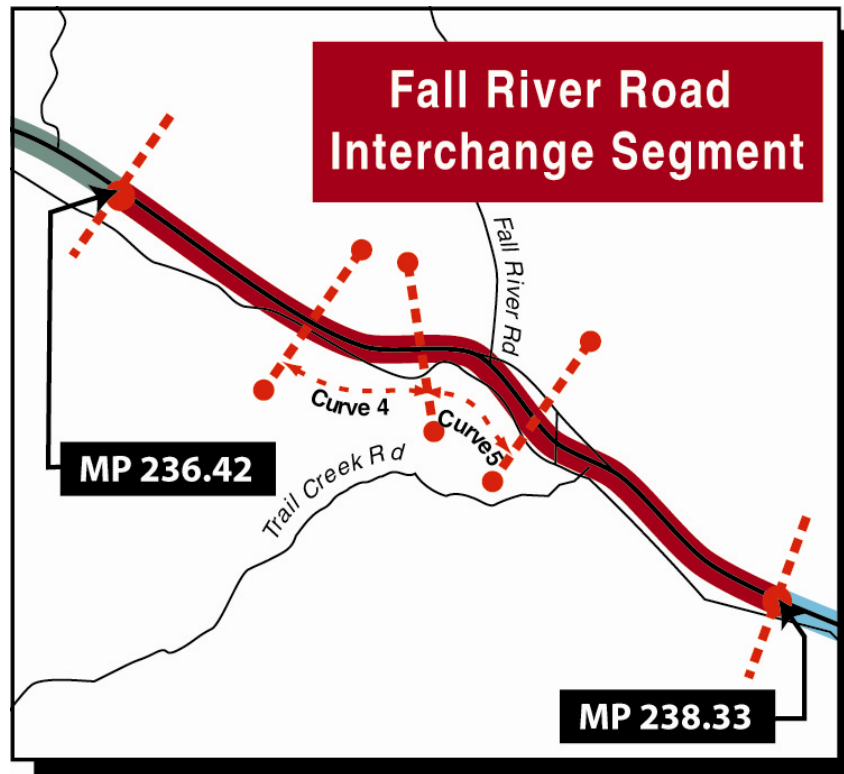 Fall River Road
Interchange Segment
Fall River Rd
Curve 4
Curve5
MP 236.42
Trail Creek Rd
MP 238.33